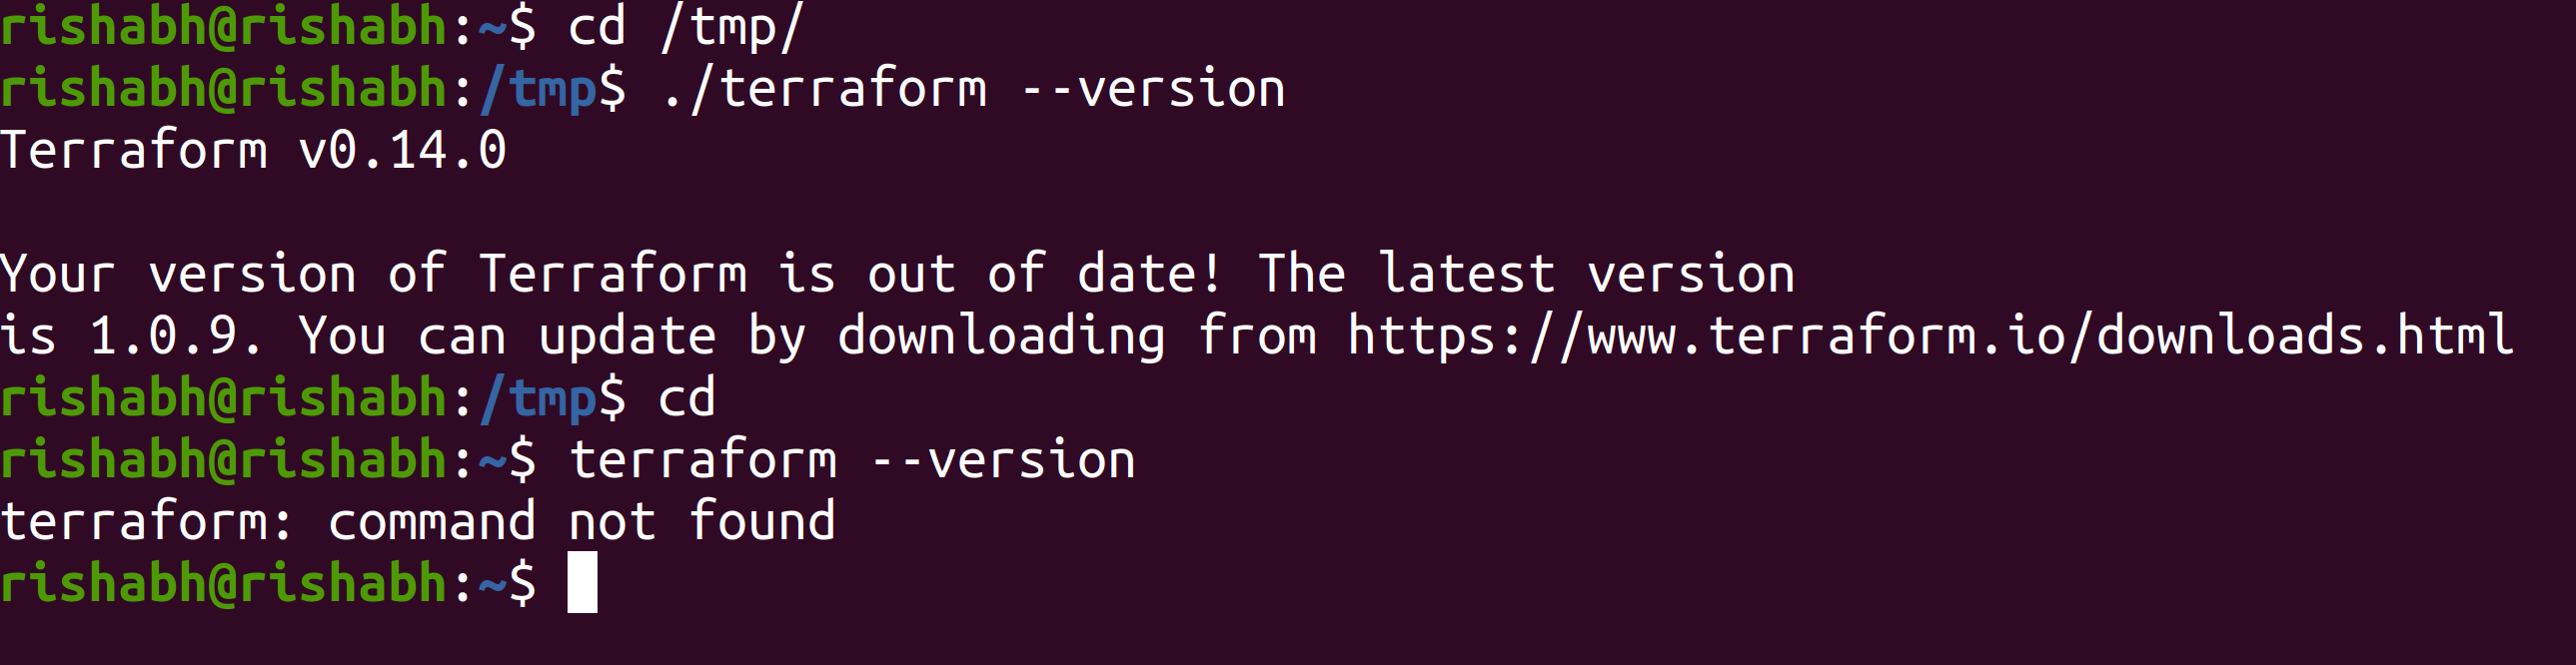 rishabh@rishabh:~$ cd /tmp/
rishabh@rishabh:/tmp$ ./terraform --version
Terraform v0.14.0
Your version of Terraform is out of date! The latest version
is 1.0.9. You can update by downloading from https://www.terraform.io/downloads.html
rishabh@rishabh:/tmp$ cd
rishabh@rishabh:~$ terraform --version
terraform: command not found
rishabh@rishabh:~$